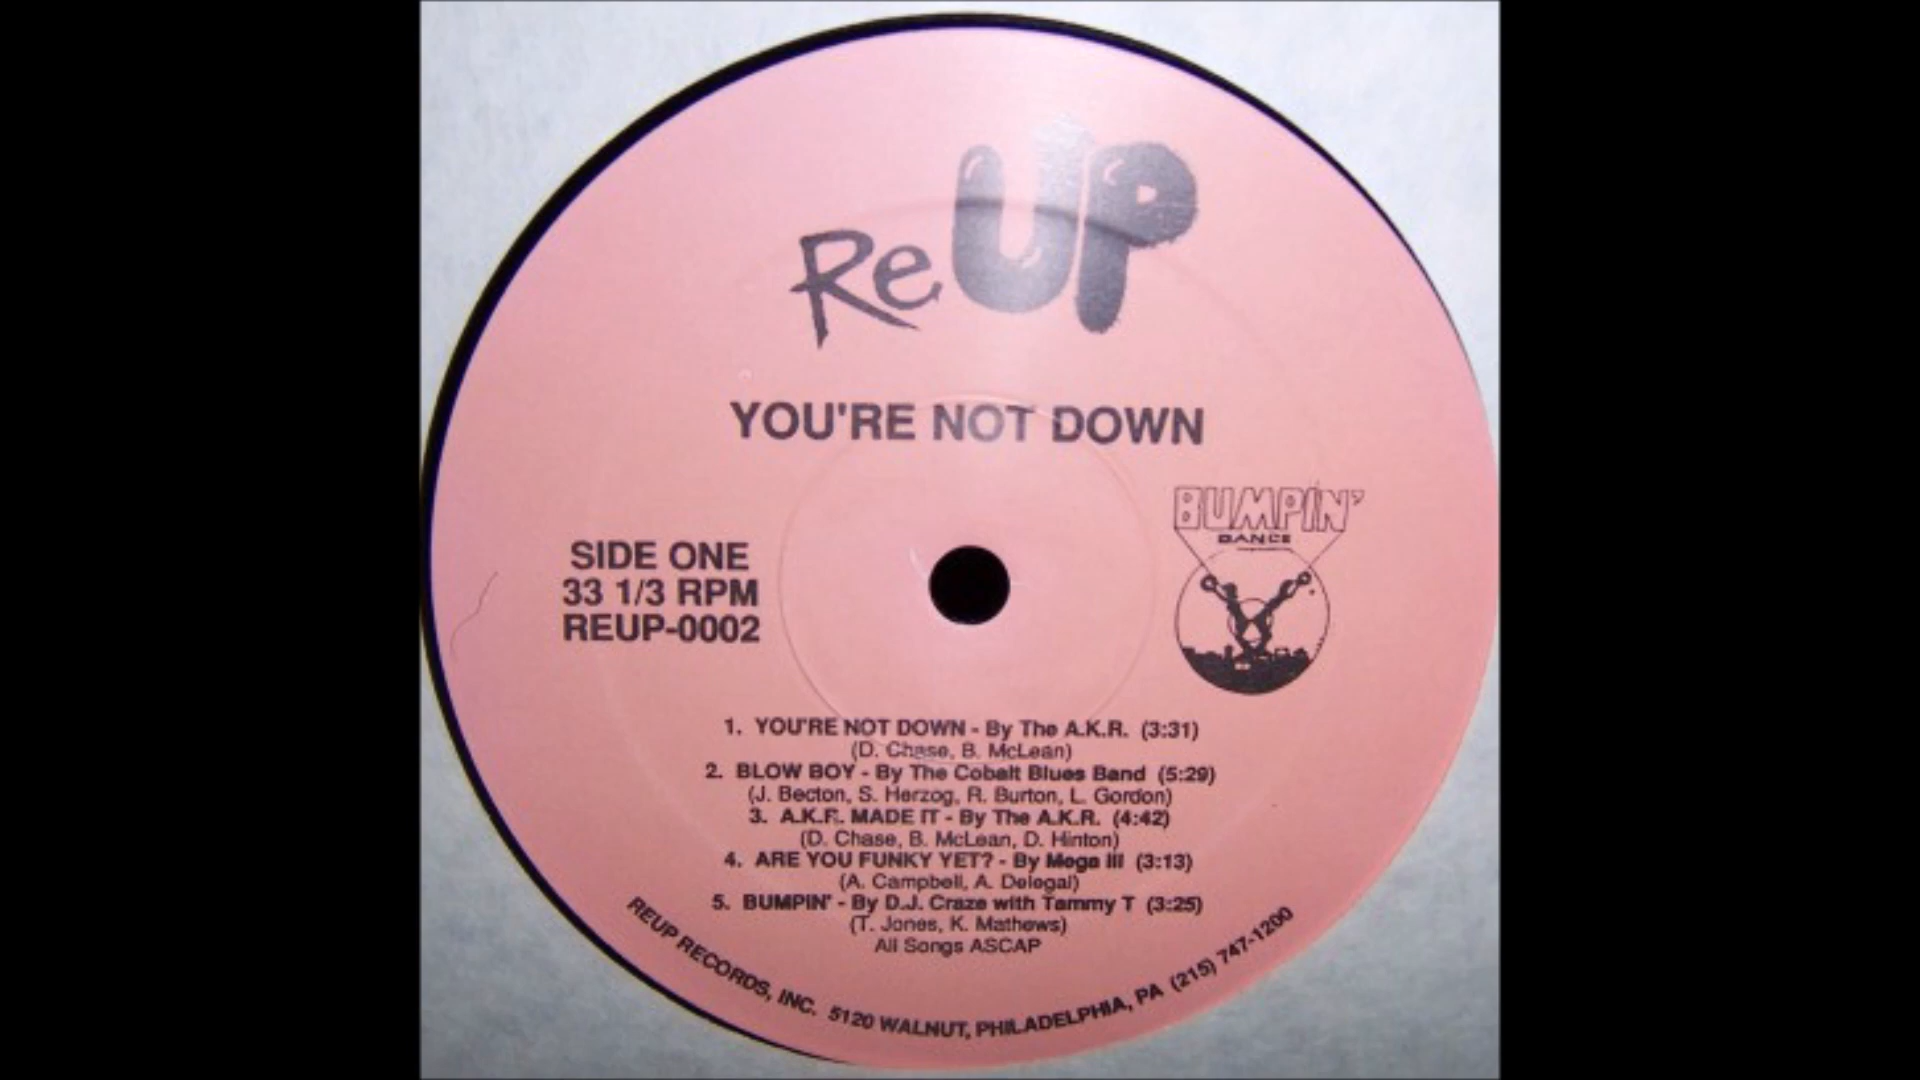 Re UP
YOU'RE NOT DOWN
BUMPIN'
DANCE
SIDE ONE
33 1/3 RPM
REUP-0002
1. YOU'RE NOT DOWN - By The A.K.R. (3:31)
(D. Chase, B. McLean)
2. BLOW BOY - By The Cobalt Blues Band (5:29)
(J. Becton, S. Herzog, R. Burton, L. Gordon)
3. A.K.R. MADE IT - By The A.K.R. (4:42)
(D. Chase, B. McLean, D. Hinton)
4. ARE YOU FUNKY YET? - By Mega III (3:13)
(A. Campbell, A. Delegal)
5. BUMPIN' - By D.J. Craze with Tammy T (3:25)
(T. Jones, K. Mathews)
All Songs ASCAP
REUP RECORDS, INC. 5120 WALNUT, PHILADELPHIA, PA (215) 747-1200